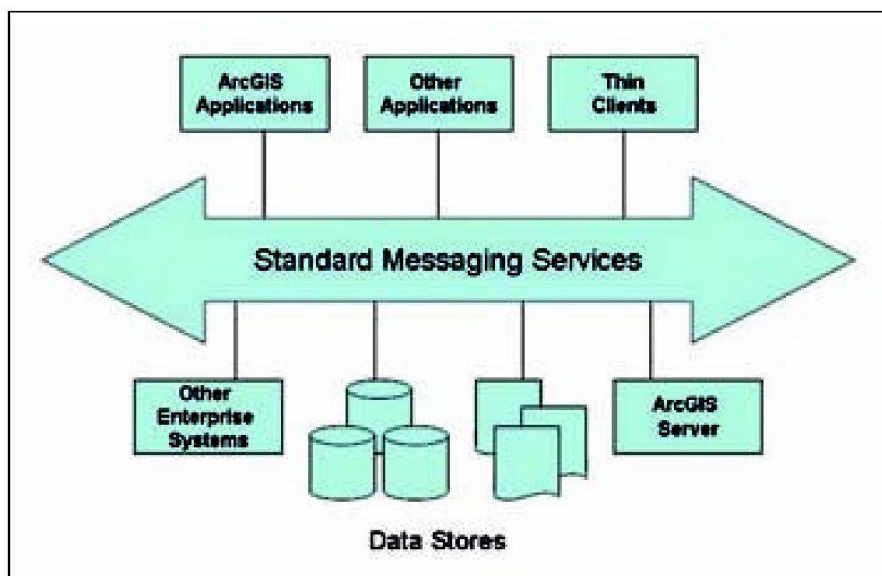 ArcGIS
Applications
Other
Applications
Thin
Clients
Standard Messaging Services
Other
Enterprise
Systems
ArcGIS
Server
Data Stores